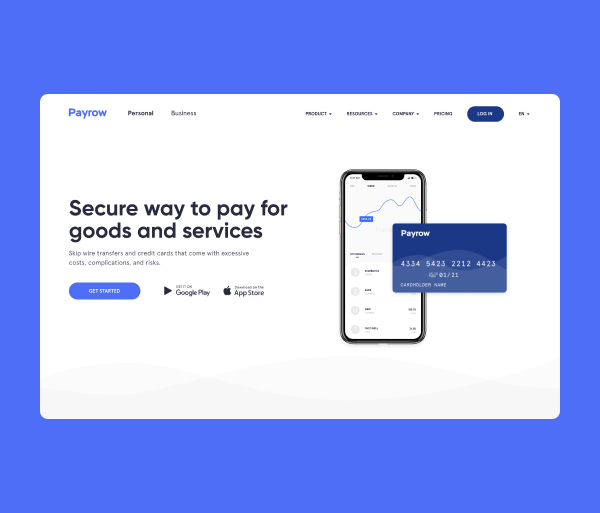 Payrow
Personal
Business
PRODUCT
RESOURCES
COMPANY
PRICING
LOG IN
EN
Secure way to pay for
goods and services
Skip wire transfers and credit cards that come with excessive
costs, complications, and risks.
GET STARTED
GET IT ON
Google Play
Download on the
App Store
Payrow
4334 5423 2212 4423
01/21
CARDHOLDER NAME